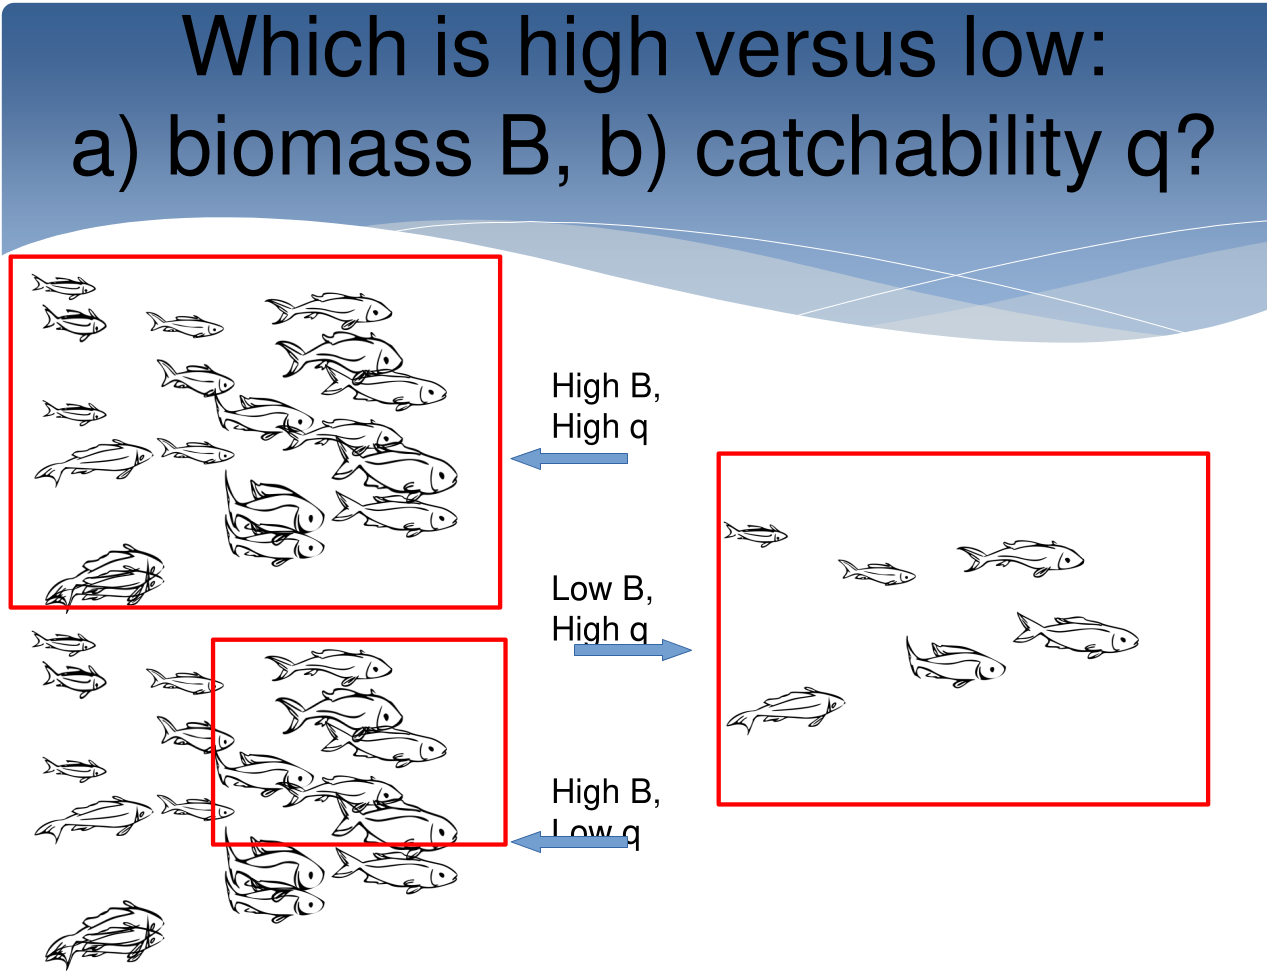 Which is high versus low:
a) biomass B, b) catchability q?
High B,
High q
Low B,
High q
High B,
Low q